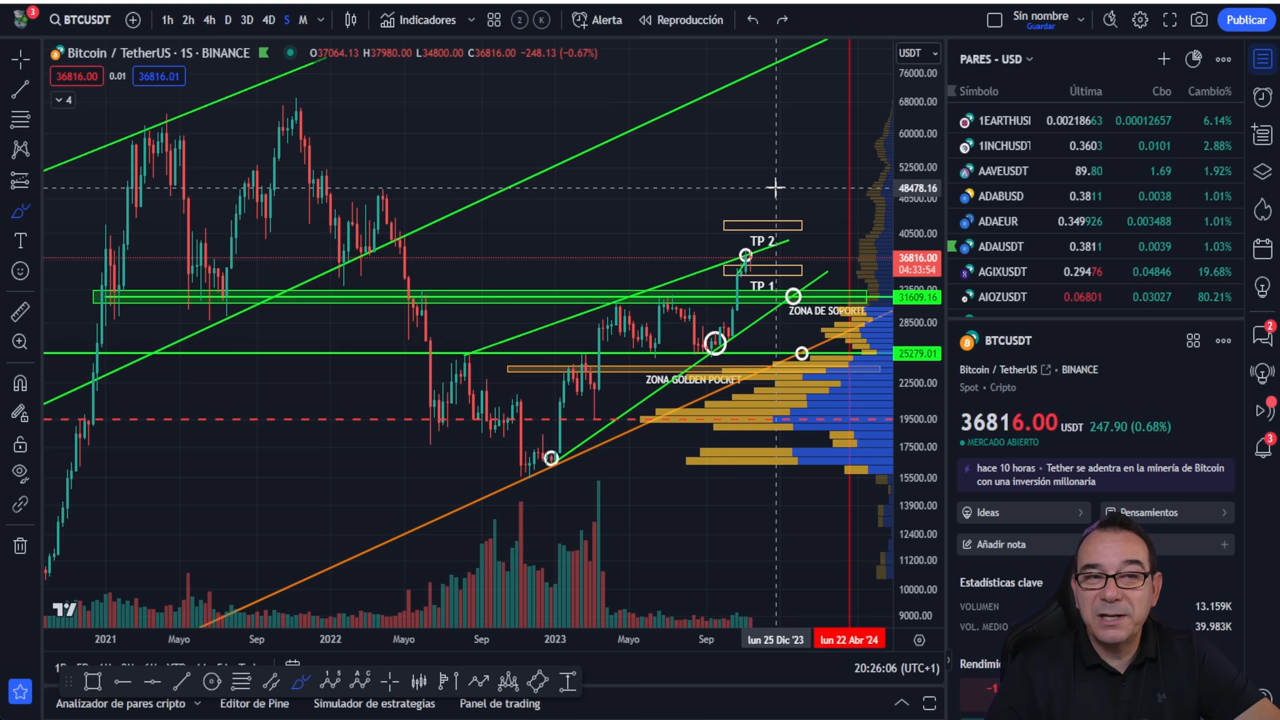 3
BTCUSDT
1h 2h 4h D 3D 4D S M
Indicadores
2 K
Alerta
Reproducción
Sin nombre
Guardar
Publicar
Bitcoin / TetherUS · 1S · BINANCE
O37064.13 H37980.00 L34800.00 C36816.00 -248.13 (-0.67%)
USDT
36816.00 0.01 36816.01
4
76000.00
68000.00
60000.00
52500.00
48478.16
46500.00
40500.00
36816.00
04:33:54
31609.16
28500.00
25279.01
22500.00
19500.00
17500.00
15500.00
13900.00
12400.00
11200.00
10000.00
9000.00
TP 2
TP 1
ZONA DE SOPORTE
ZONA GOLDEN POCKET
2021 Mayo Sep 2022 Mayo Sep 2023 Mayo Sep lun 25 Dic '23 lun 22 Abr '24
20:26:06 (UTC+1)
Analizador de pares cripto
Editor de Pine
Simulador de estrategias
Panel de trading
PARES - USD
Símbolo Última Cbo Cambio%
1EARTHUSI 0.00218663 0.00012657 6.14%
1INCHUSDT 0.3603 0.0101 2.88%
AAVEUSDT 89.80 1.69 1.92%
ADABUSD 0.3811 0.0038 1.01%
ADAEUR 0.349926 0.003488 1.01%
ADAUSDT 0.3811 0.0039 1.03%
AGIXUSDT 0.29476 0.04846 19.68%
AIOZUSDT 0.06801 0.03027 80.21%
BTCUSDT
Bitcoin / TetherUS · BINANCE
Spot · Cripto
36816.00 USDT 247.90 (0.68%)
MERCADO ABIERTO
hace 10 horas · Tether se adentra en la minería de Bitcoin
con una inversión millonaria
Ideas
Pensamientos
Añadir nota
Estadísticas clave
VOLUMEN 13.159K
VOL. MEDIO 39.983K
Rendimie
-1
2
3